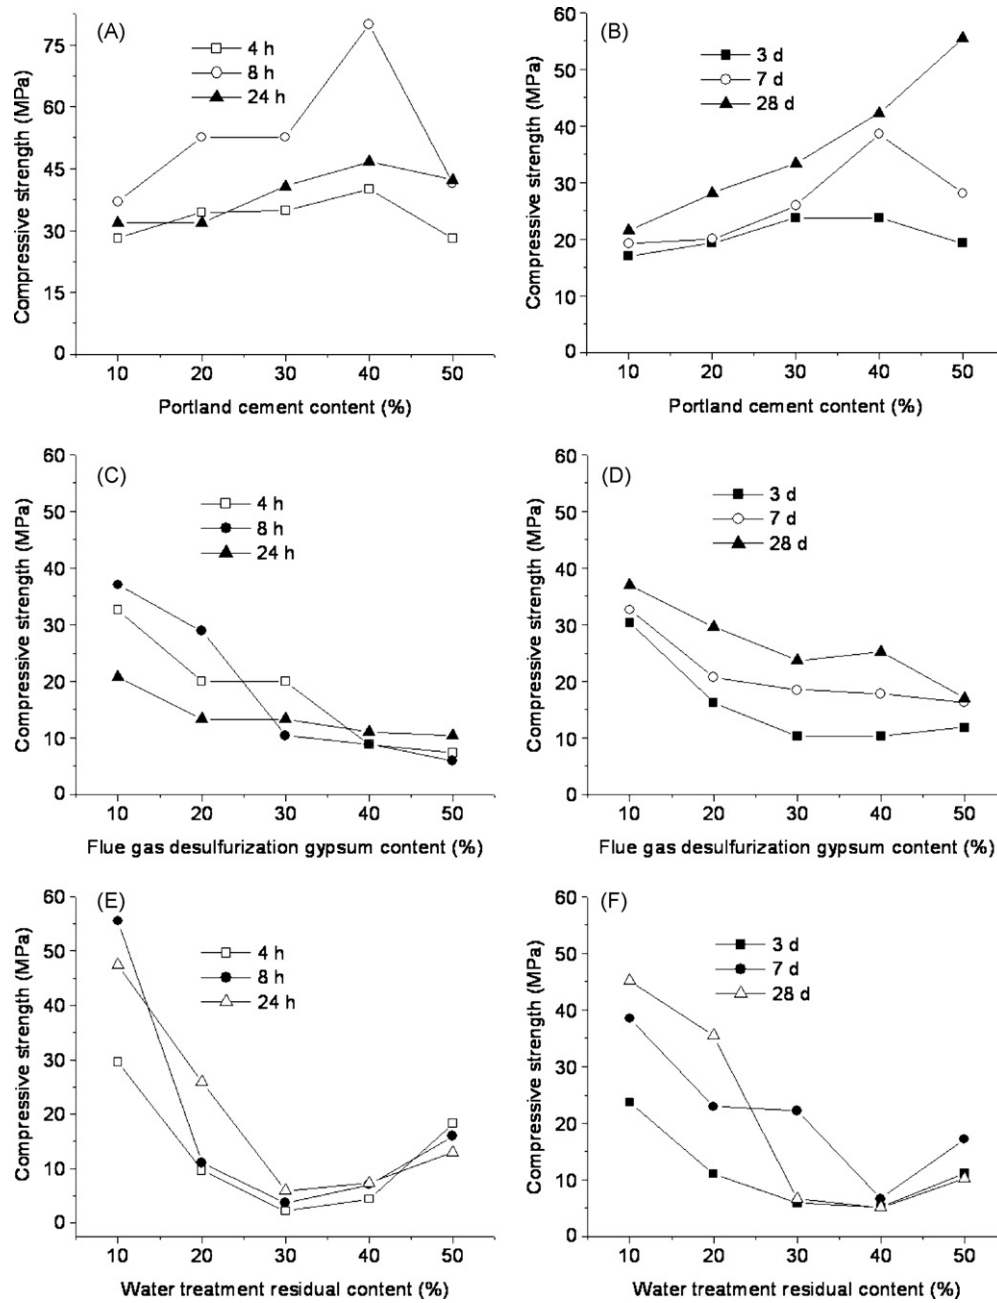 (A)
4 h
8 h
24 h
Compressive strength (MPa)
75
60
45
30
15
0
10 20 30 40 50
Portland cement content (%)
(B)
3 d
7 d
28 d
Compressive strength (MPa)
60
50
40
30
20
10
0
10 20 30 40 50
Portland cement content (%)
(C)
4 h
8 h
24 h
Compressive strength (MPa)
60
50
40
30
20
10
0
10 20 30 40 50
Flue gas desulfurization gypsum content (%)
(D)
3 d
7 d
28 d
Compressive strength (MPa)
60
50
40
30
20
10
0
10 20 30 40 50
Flue gas desulfurization gypsum content (%)
(E)
4 h
8 h
24 h
Compressive strength (MPa)
60
50
40
30
20
10
0
10 20 30 40 50
Water treatment residual content (%)
(F)
3 d
7 d
28 d
Compressive strength (MPa)
60
50
40
30
20
10
0
10 20 30 40 50
Water treatment residual content (%)